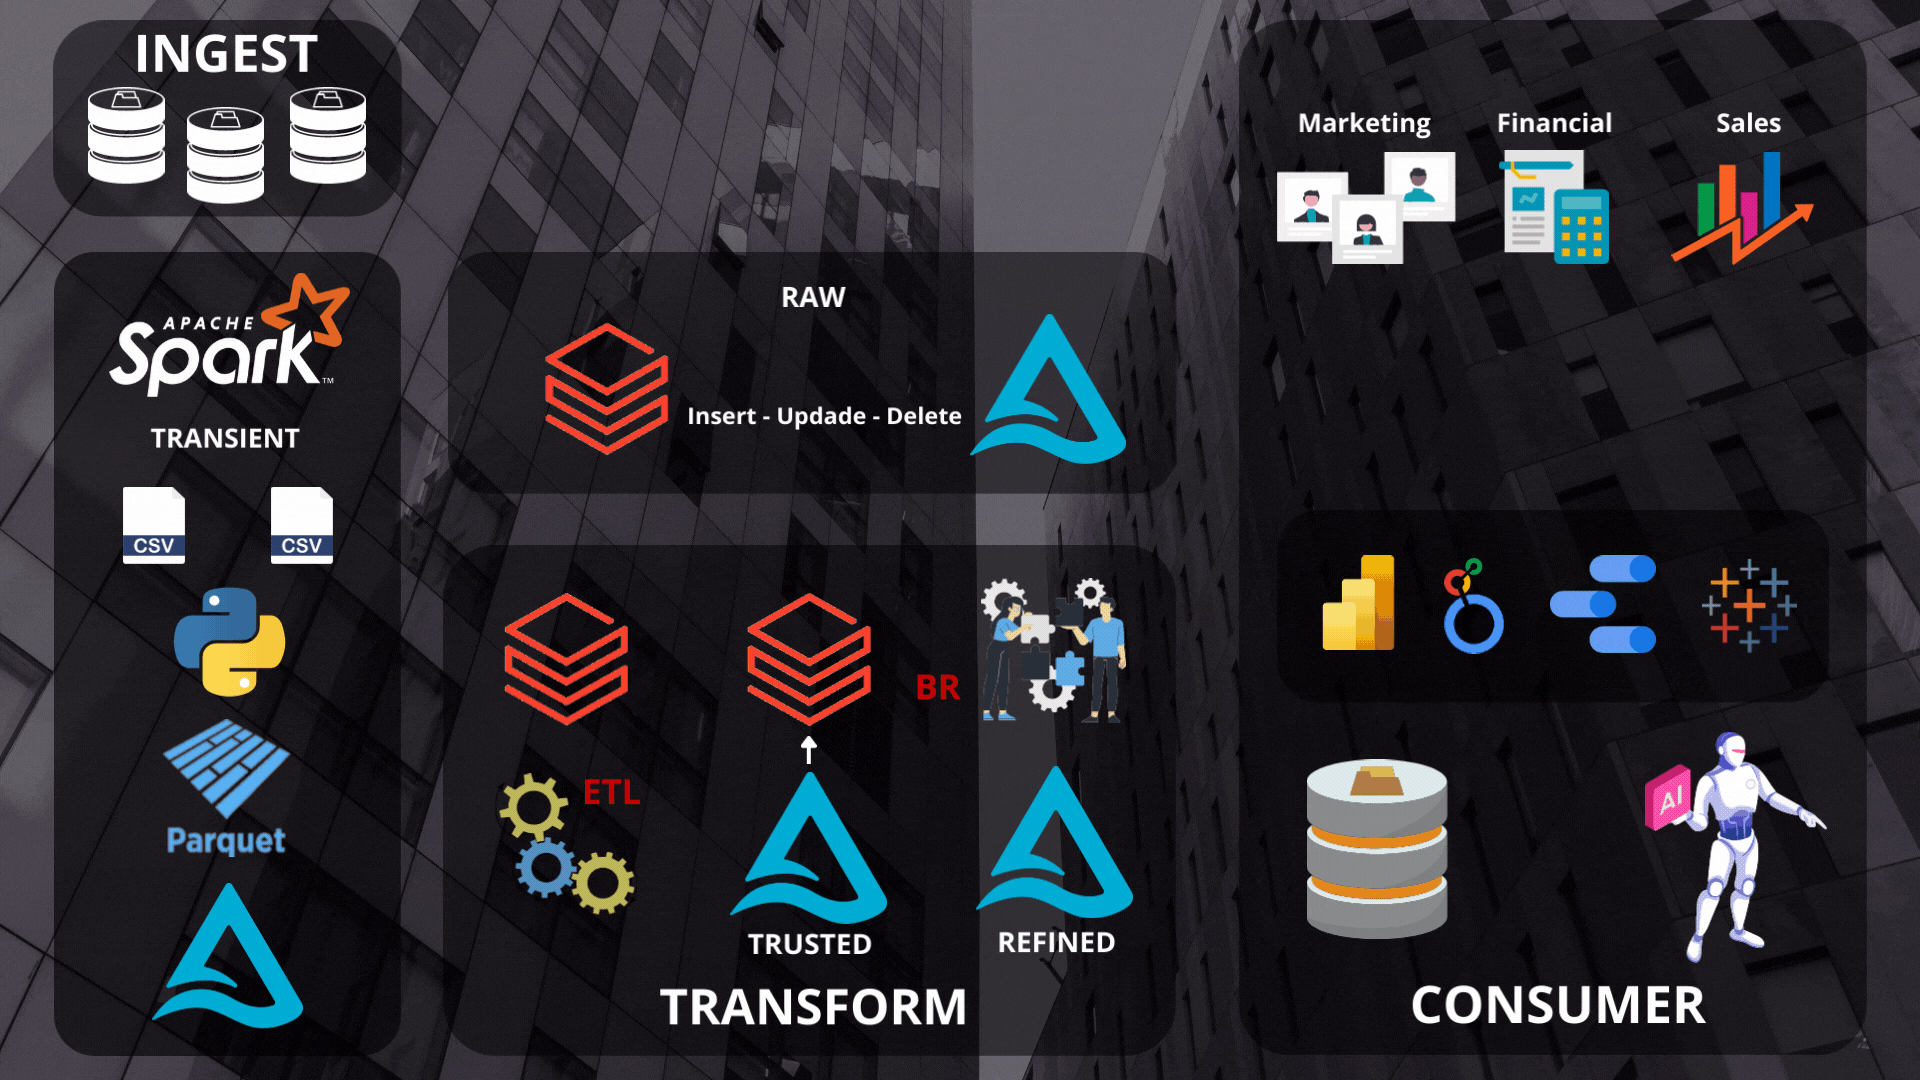 INGEST
APACHE
Spark™
TRANSIENT
CSV
CSV
Parquet
RAW
Insert - Updade - Delete
BR
ETL
TRUSTED
REFINED
TRANSFORM
Marketing
Financial
Sales
AI
CONSUMER